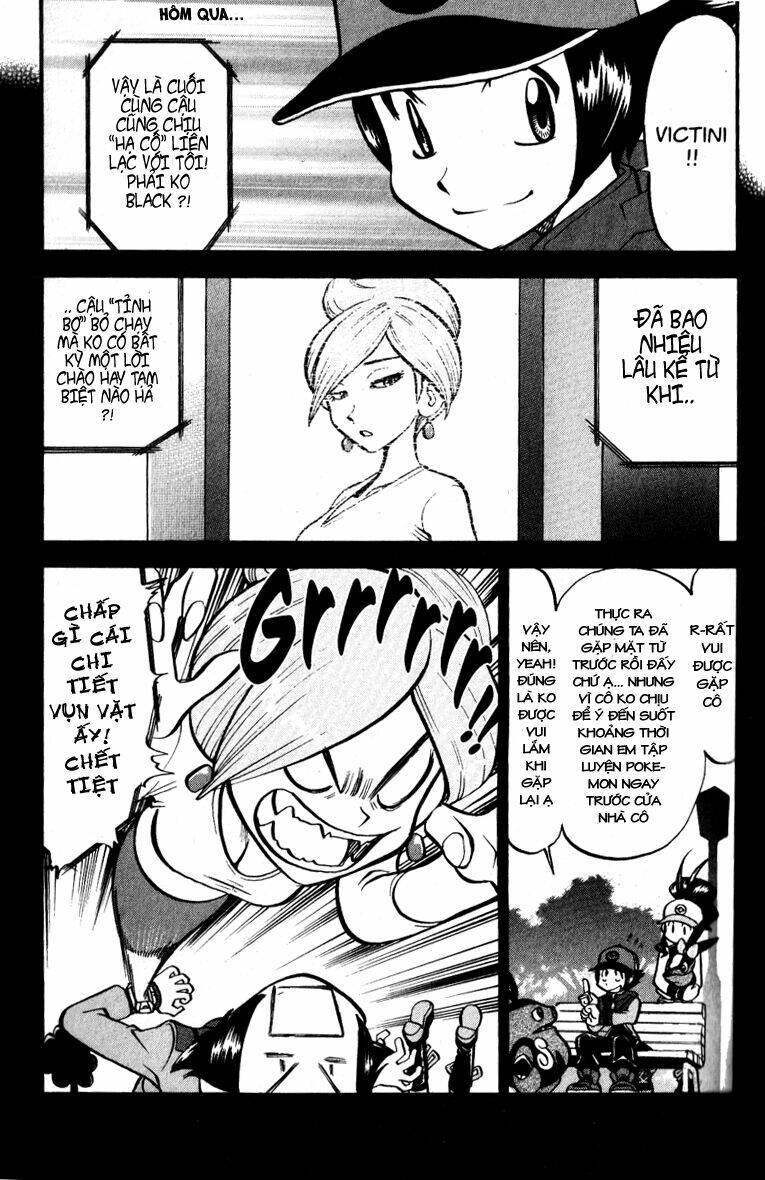 HÔM QUA...
VICTINI
!!
VẬY LÀ CUỐI
CÙNG CẬU
CŨNG CHỊU
"HẠ CỐ" LIÊN
LẠC VỚI TÔI!
PHẢI KO
BLACK ?!
ĐÃ BAO
NHIÊU
LÂU KỂ TỪ
KHI..
.. CẬU "TỈNH
BƠ" BỎ CHẠY
MÀ KO CÓ BẤT
KỲ MỘT LỜI
CHÀO HAY TẠM
BIỆT NÀO HẢ
?!
R-RẤT
VUI
ĐƯỢC
GẶP
CÔ
THỰC RA
CHÚNG TA ĐÃ
GẶP MẶT TỪ
TRƯỚC RỒI ĐẤY
CHỨ Ạ... NHƯNG
VÌ CÔ KO CHỊU
ĐỂ Ý ĐẾN SUỐT
KHOẢNG THỜI
GIAN EM TẬP
LUYỆN POKE-
MON NGAY
TRƯỚC CỬA
NHÀ CÔ
VẬY
NÊN,
YEAH!
ĐÚNG
LÀ KO
ĐƯỢC
VUI
LẮM
KHI
GẶP
LẠI Ạ
Grrrrrr!!
CHẤP
GÌ CÁI
CHI
TIẾT
VỤN VẶT
ẤY!
CHẾT
TIỆT